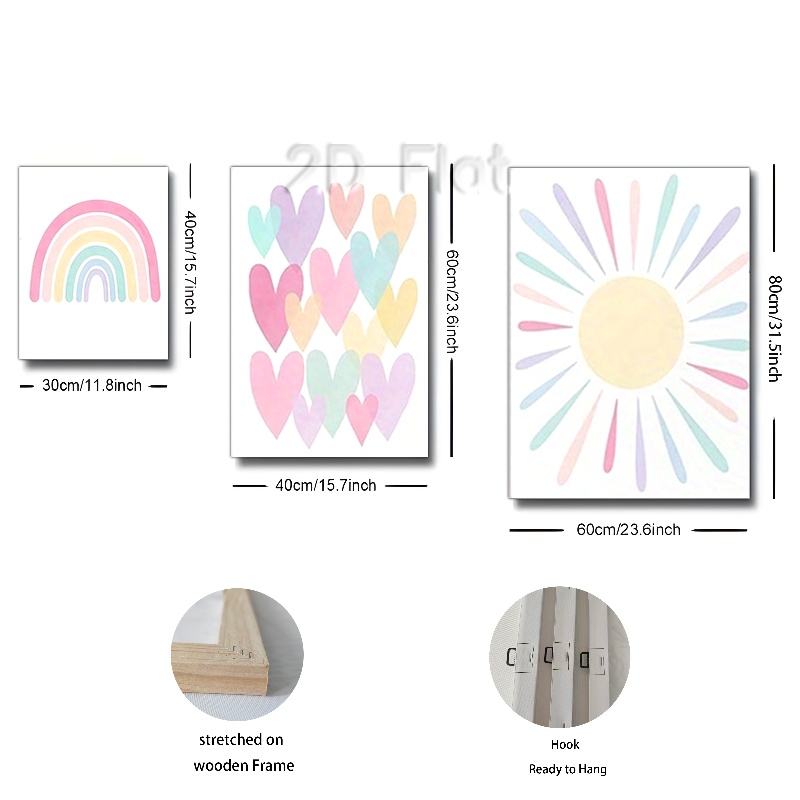 2D Flat
40cm/15.7inch
30cm/11.8inch
60cm/23.6inch
40cm/15.7inch
80cm/31.5inch
60cm/23.6inch
stretched on
wooden Frame
Hook
Ready to Hang